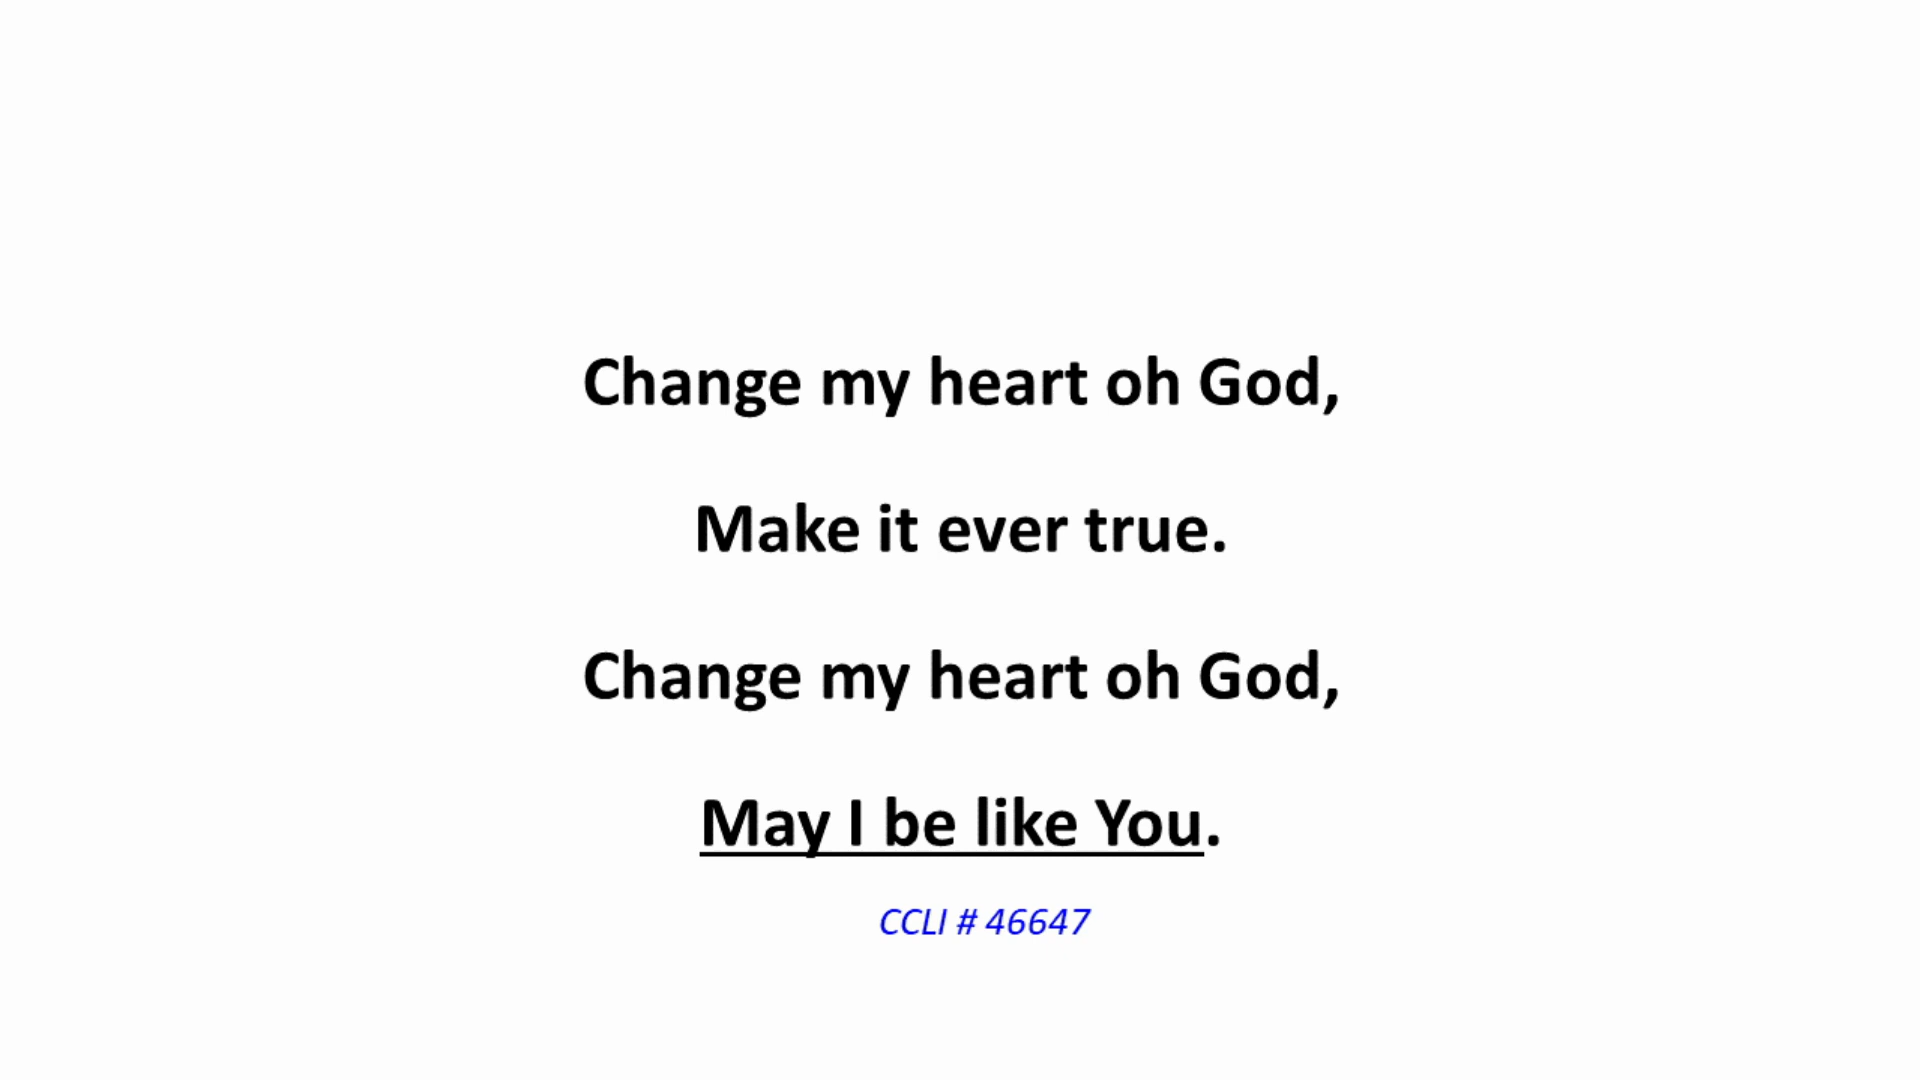 Change my heart oh God,
Make it ever true.
Change my heart oh God,
May I be like You.
CCLI # 46647